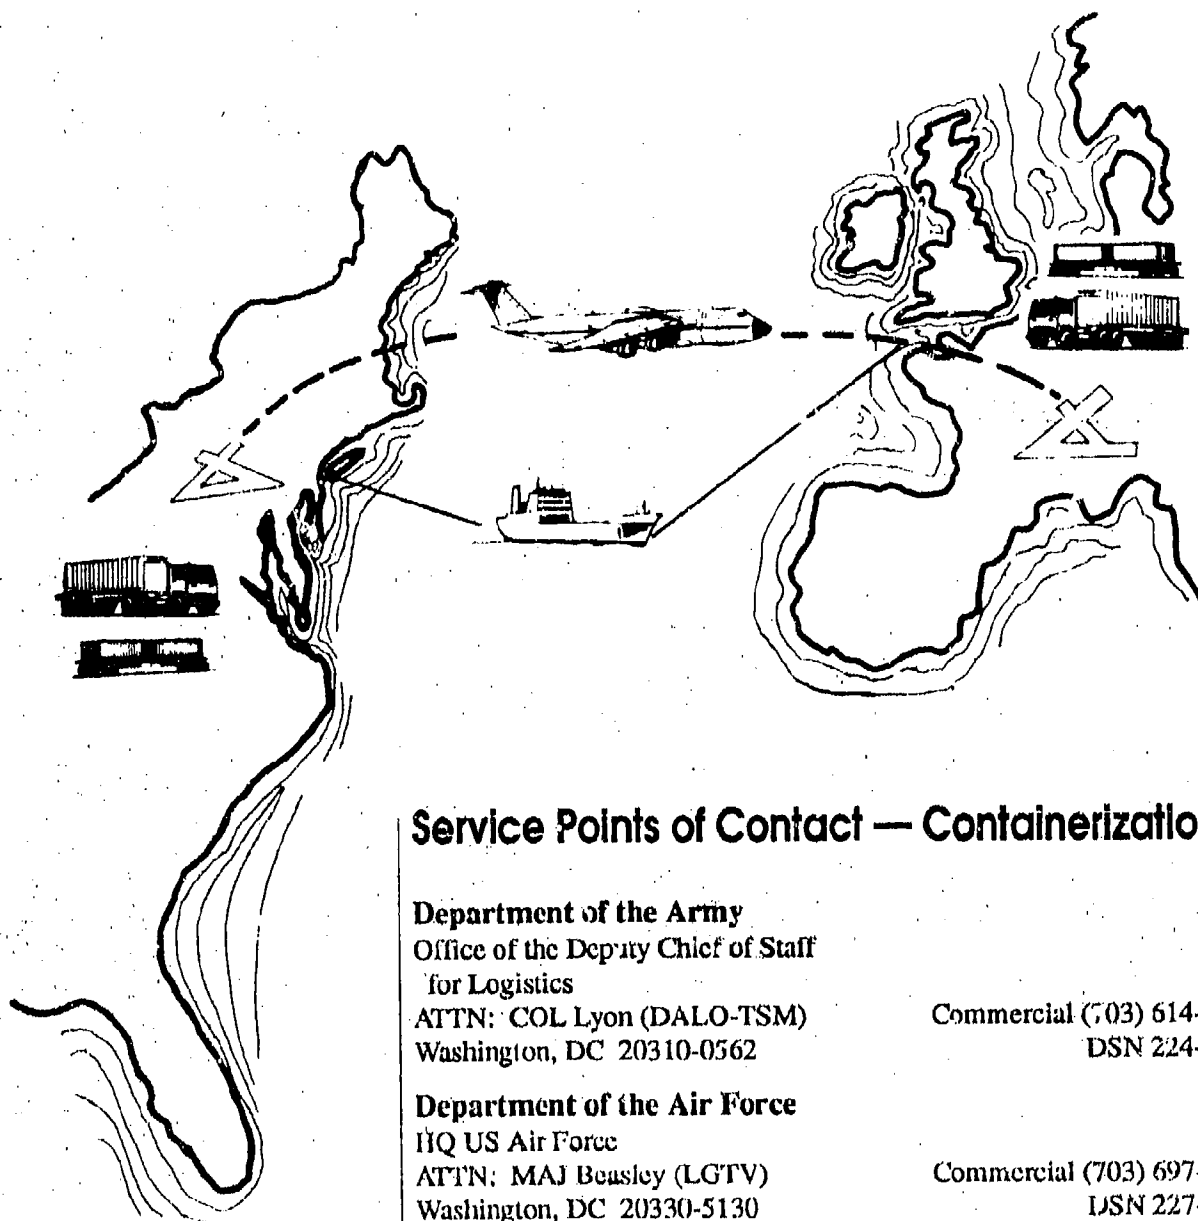 Service Points of Contact — Containerizatio
Department of the Army
Office of the Deputy Chief of Staff
for Logistics
ATTN: COL Lyon (DALO-TSM)
Commercial (703) 614-
Washington, DC 20310-0562
DSN 224-
Department of the Air Force
HQ US Air Force
ATTN: MAJ Beasley (LGTV)
Commercial (703) 697-
Washington, DC 20330-5130
DSN 227-